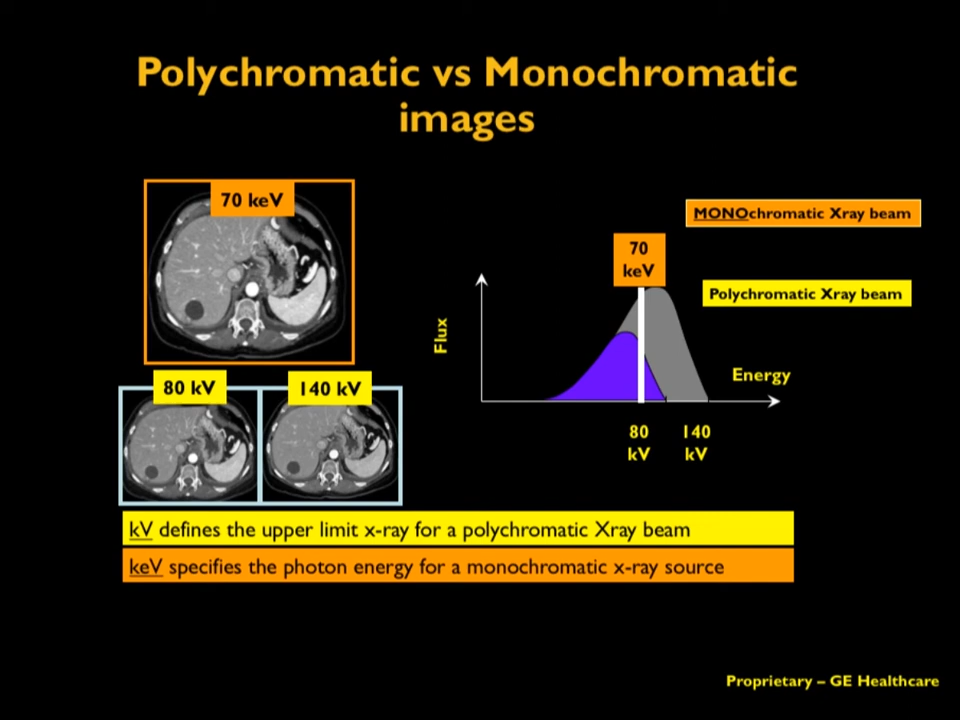 Polychromatic vs Monochromatic
images
70 keV
80 kV
140 kV
MONOchromatic Xray beam
70
keV
Polychromatic Xray beam
Flux
Energy
80
kV
140
kV
kV defines the upper limit x-ray for a polychromatic Xray beam
keV specifies the photon energy for a monochromatic x-ray source
Proprietary – GE Healthcare